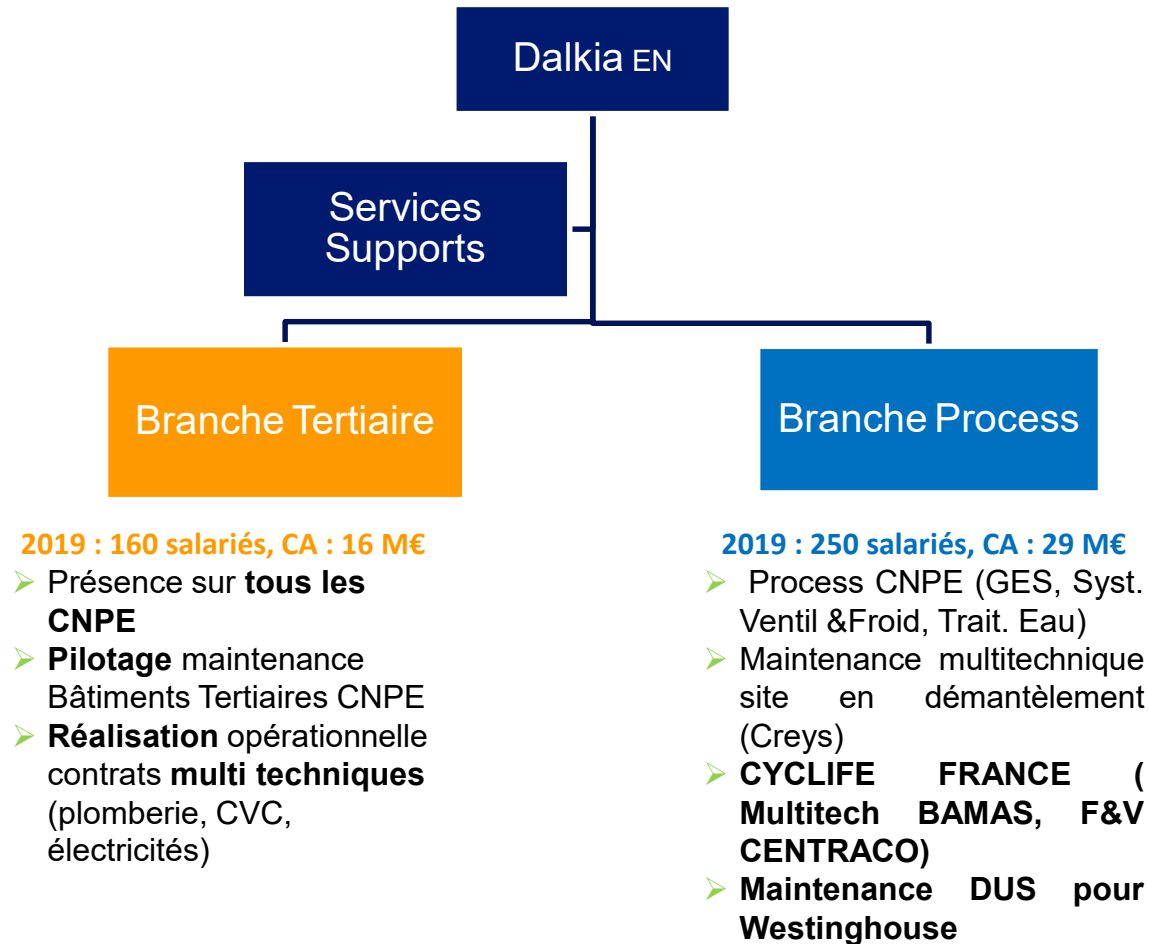 Dalkia EN
Services
Supports
Branche Tertiaire
Branche Process
2019 : 160 salariés, CA : 16 M€
➢ Présence sur tous les
CNPE
➢ Pilotage maintenance
Bâtiments Tertiaires CNPE
➢ Réalisation opérationnelle
contrats multi techniques
(plomberie, CVC,
électricités)
2019 : 250 salariés, CA : 29 M€
➢ Process CNPE (GES, Syst.
Ventil &Froid, Trait. Eau)
➢ Maintenance multitechnique
site en démantèlement
(Creys)
➢ CYCLIFE FRANCE (
Multitech BAMAS, F&V
CENTRACO)
➢ Maintenance DUS pour
Westinghouse